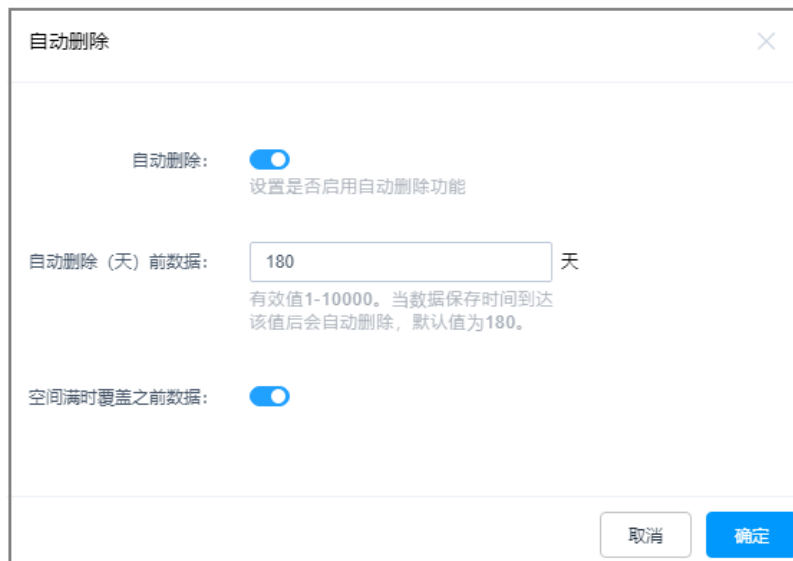 自动删除
自动删除：
设置是否启用自动删除功能
自动删除（天）前数据：
180
天
有效值1-10000。当数据保存时间到达
该值后会自动删除，默认值为180。
空间满时覆盖之前数据：
取消
确定